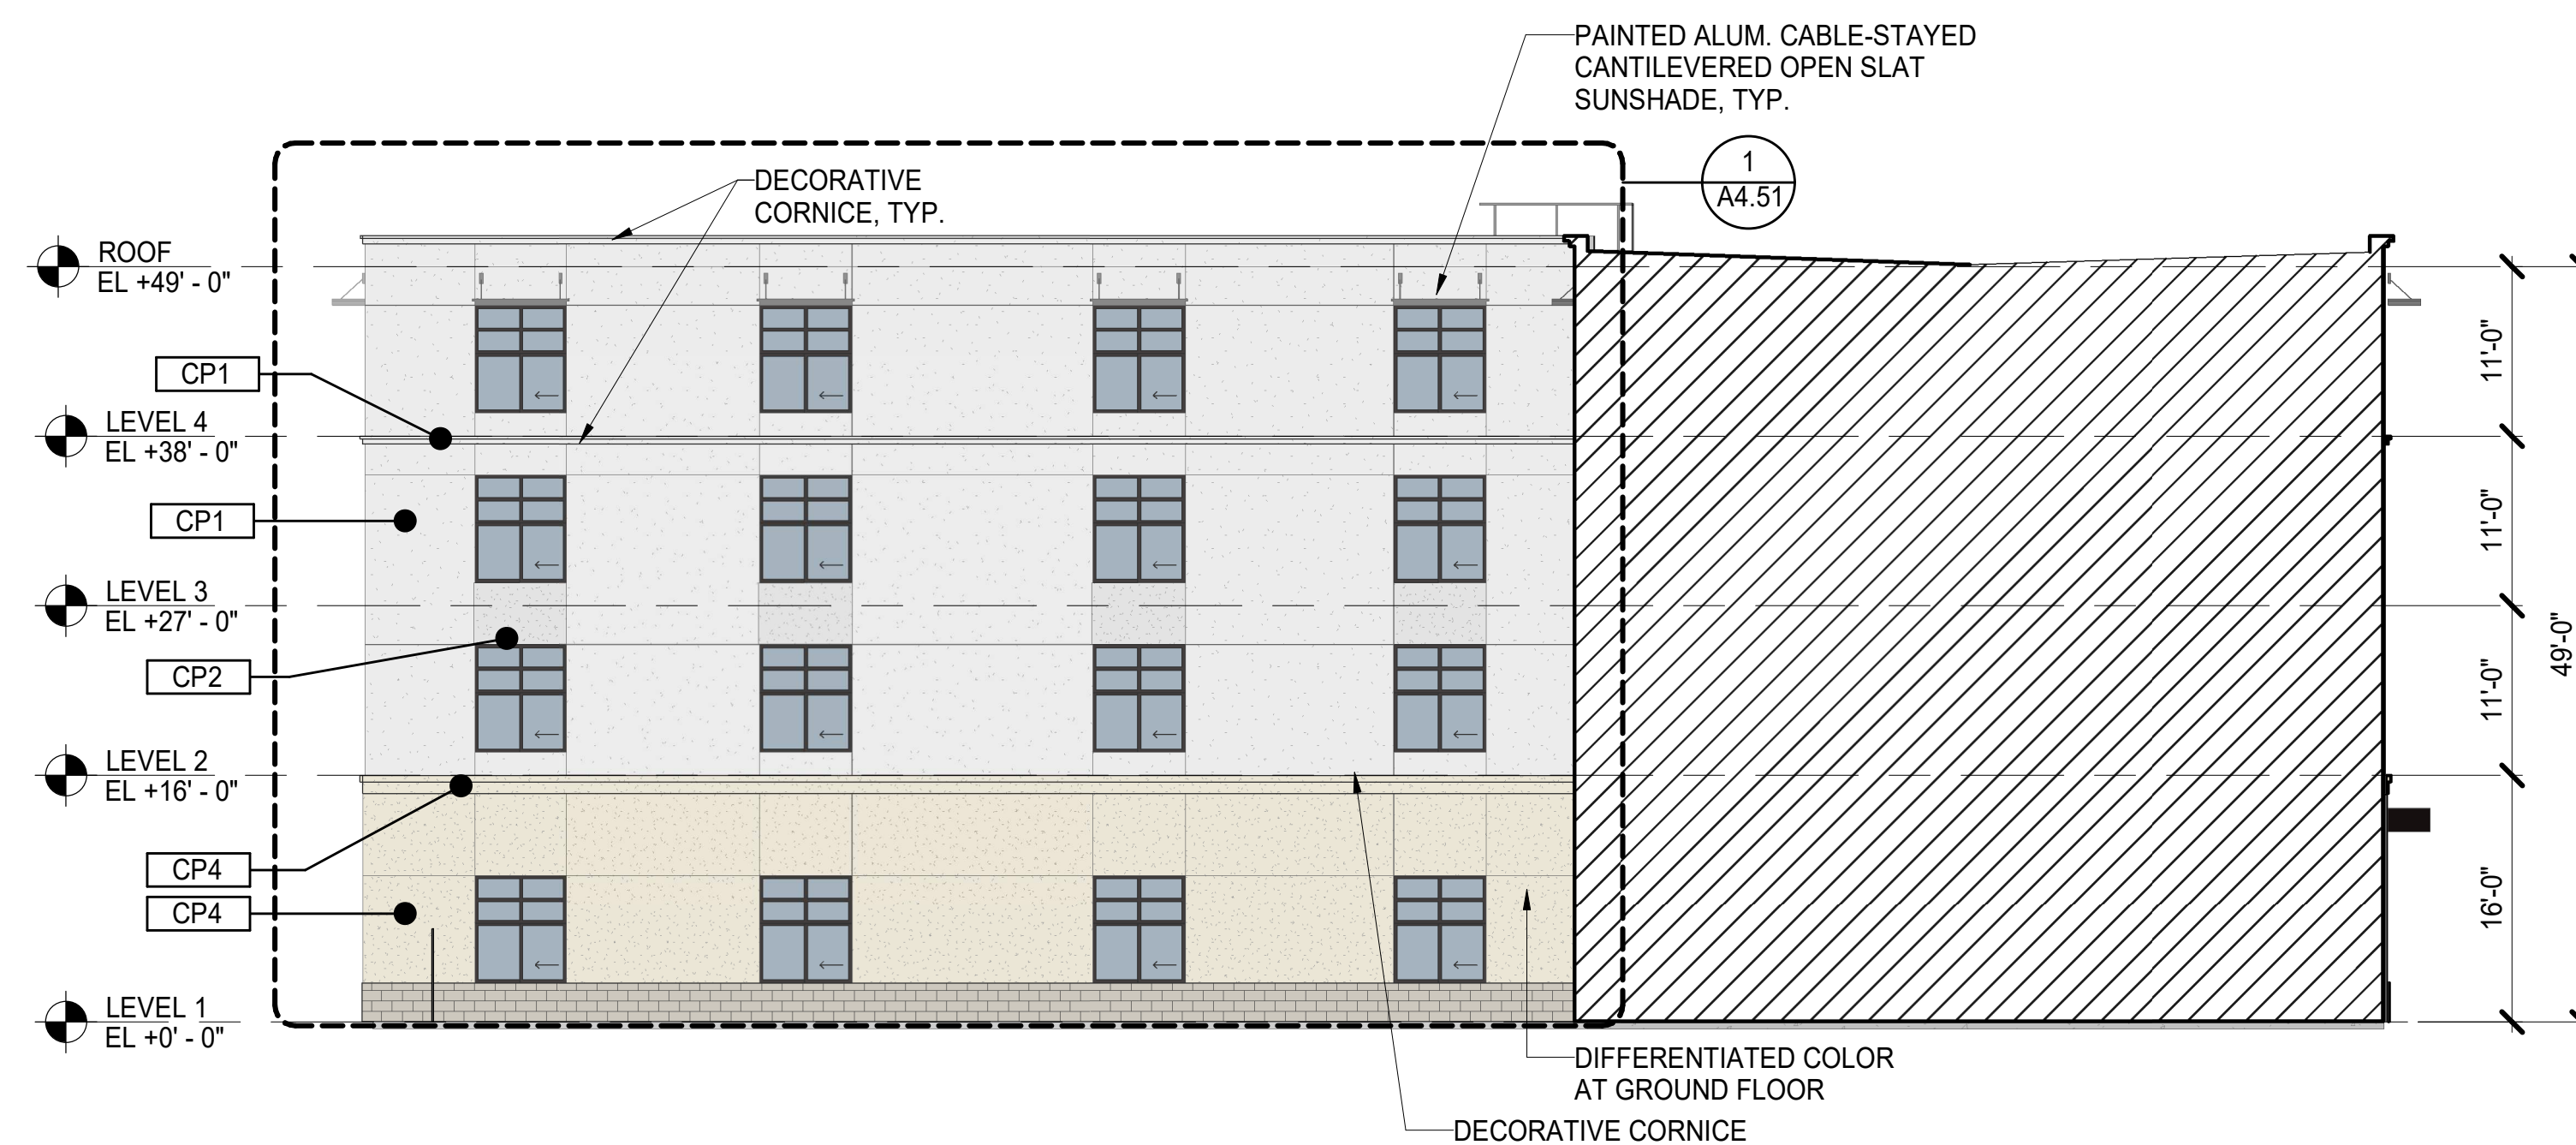 PAINTED ALUM. CABLE-STAYED
CANTILEVERED OPEN SLAT
SUNSHADE, TYP.
1
A4.51
DECORATIVE
CORNICE, TYP.
ROOF
EL +49' - 0"
CP1
LEVEL 4
EL +38' - 0"
CP1
LEVEL 3
EL +27' - 0"
CP2
LEVEL 2
EL +16' - 0"
CP4
CP4
LEVEL 1
EL +0' - 0"
11'-0"
11'-0"
11'-0"
16'-0"
49'-0"
DIFFERENTIATED COLOR
AT GROUND FLOOR
DECORATIVE CORNICE